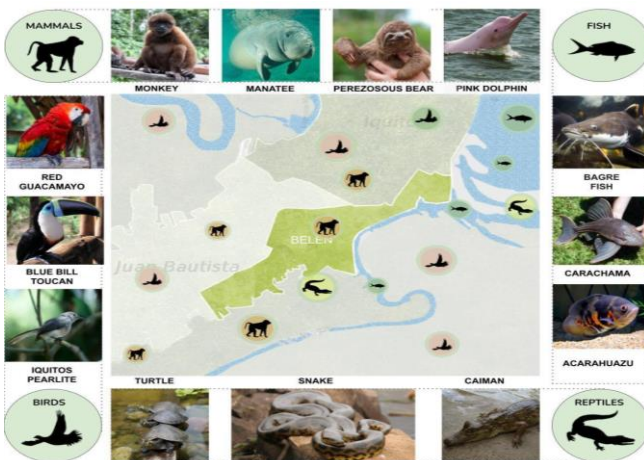 MAMMALS
FISH
MONKEY
MANATEE
PEREZOSOUS BEAR
PINK DOLPHIN
Iquitos
RED
GUACAMAYO
BAGRE
FISH
BELEN
BLUE BILL
TOUCAN
Juan Bautista
CARACHAMA
IQUITOS
PEARLITE
ACARAHUAZU
TURTLE
SNAKE
CAIMAN
BIRDS
REPTILES